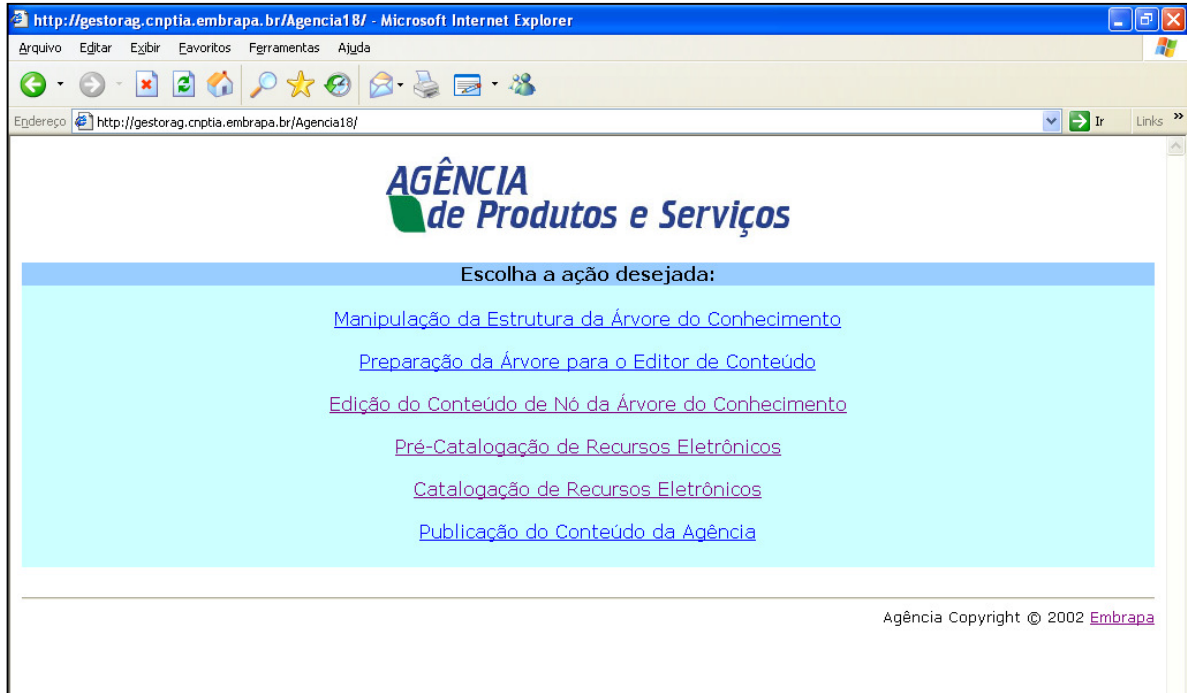 http://gestorag.cnptia.embrapa.br/Agencia18/ - Microsoft Internet Explorer
Arquivo Editar Exibir Favoritos Ferramentas Ajuda
Endereço http://gestorag.cnptia.embrapa.br/Agencia18/ Ir Links »
AGÊNCIA
de Produtos e Serviços
Escolha a ação desejada:
Manipulação da Estrutura da Árvore do Conhecimento
Preparação da Árvore para o Editor de Conteúdo
Edição do Conteúdo de Nó da Árvore do Conhecimento
Pré-Catalogação de Recursos Eletrônicos
Catalogação de Recursos Eletrônicos
Publicação do Conteúdo da Agência
Agência Copyright © 2002 Embrapa